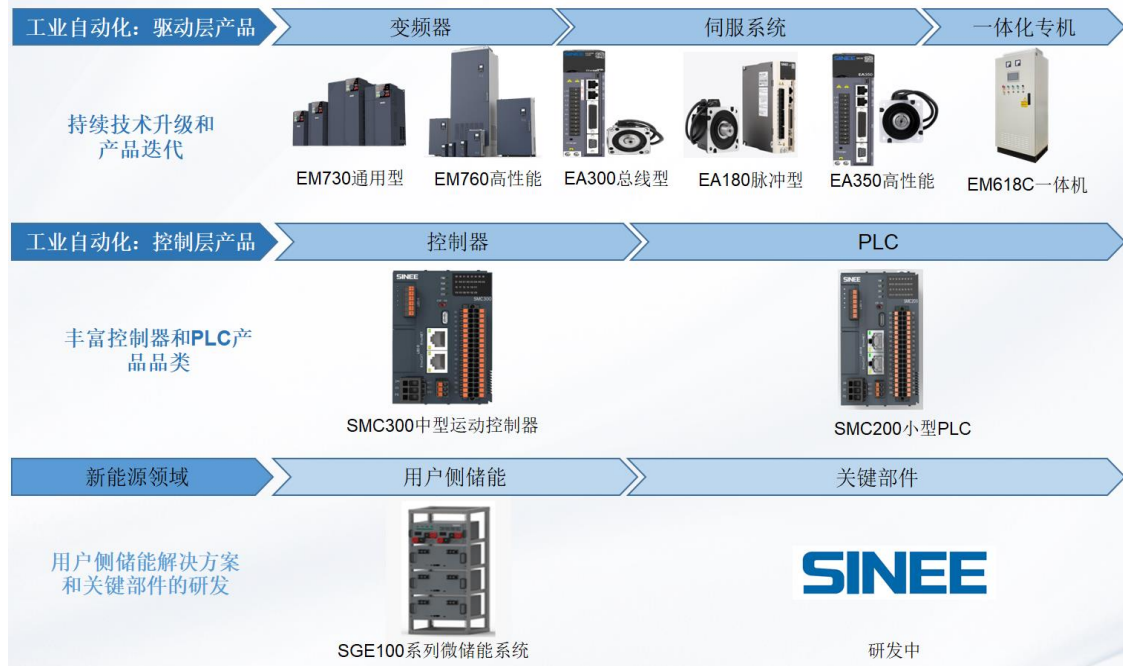 工业自动化：驱动层产品
变频器
伺服系统
一体化专机
持续技术升级和
产品迭代
SINEE
EM730通用型
EM760高性能
EA300总线型
EA180脉冲型
EA350高性能
EM618C一体机
工业自动化：控制层产品
控制器
PLC
丰富控制器和PLC产
品品类
SINEE
SMC300
SINEE
SMC300中型运动控制器
SMC200小型PLC
新能源领域
用户侧储能
关键部件
用户侧储能解决方案
和关键部件的研发
SINEE
SGE100系列微储能系统
研发中